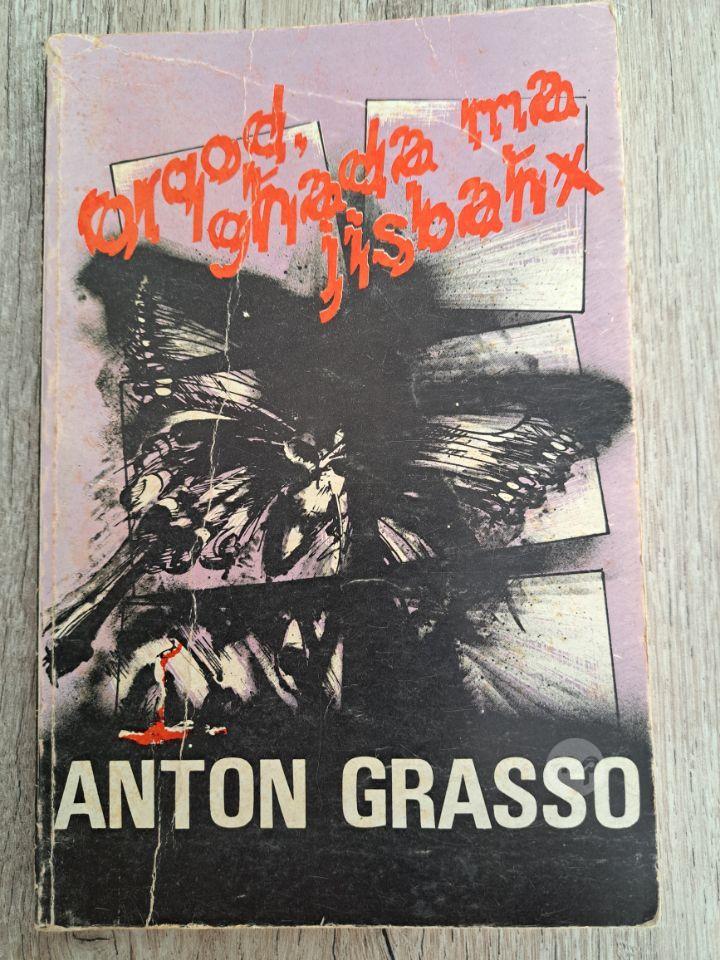 orqod,
għada ma
jisbaħx
ANTON GRASSO